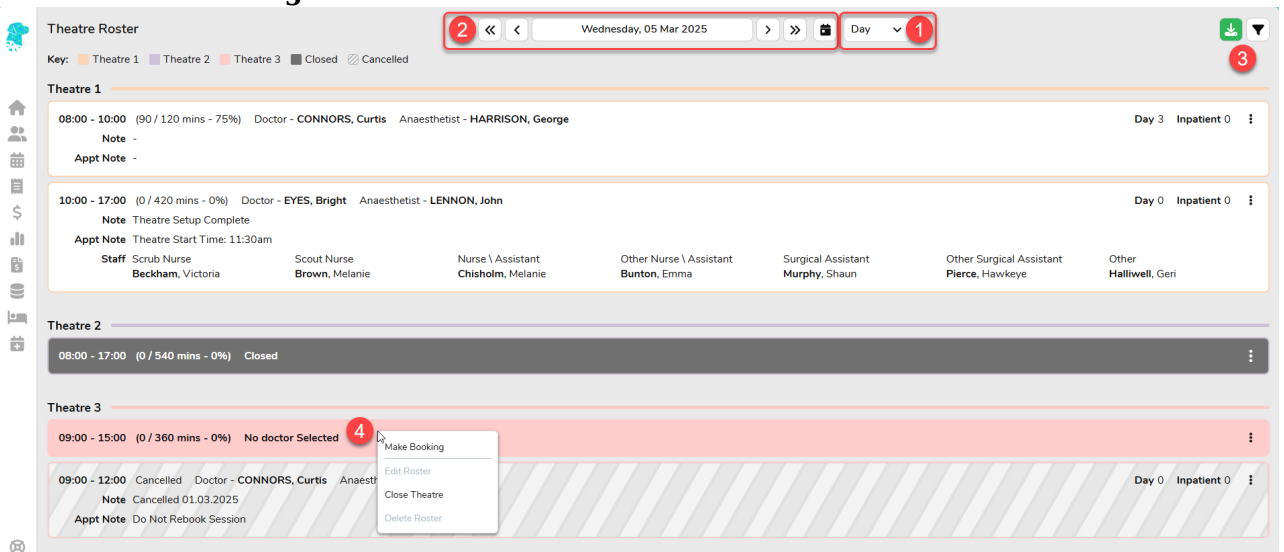 Theatre Roster
2
Wednesday, 05 Mar 2025
Day
1
3
Key: Theatre 1 Theatre 2 Theatre 3 Closed Cancelled
Theatre 1
08:00 - 10:00 (90 / 120 mins - 75%) Doctor - CONNORS, Curtis Anaesthetist - HARRISON, George Day 3 Inpatient 0
Note -
Appt Note -
10:00 - 17:00 (0 / 420 mins - 0%) Doctor - EYES, Bright Anaesthetist - LENNON, John Day 0 Inpatient 0
Note Theatre Setup Complete
Appt Note Theatre Start Time: 11:30am
Staff Scrub Nurse Scout Nurse Nurse \ Assistant Other Nurse \ Assistant Surgical Assistant Other Surgical Assistant Other
Beckham, Victoria Brown, Melanie Chisholm, Melanie Bunton, Emma Murphy, Shaun Pierce, Hawkeye Halliwell, Geri
Theatre 2
08:00 - 17:00 (0 / 540 mins - 0%) Closed
Theatre 3
09:00 - 15:00 (0 / 360 mins - 0%) No doctor Selected
4
Make Booking
Edit Roster
Close Theatre
Delete Roster
09:00 - 12:00 Cancelled Doctor - CONNORS, Curtis Day 0 Inpatient 0
Note Cancelled 01.03.2025
Appt Note Do Not Rebook Session